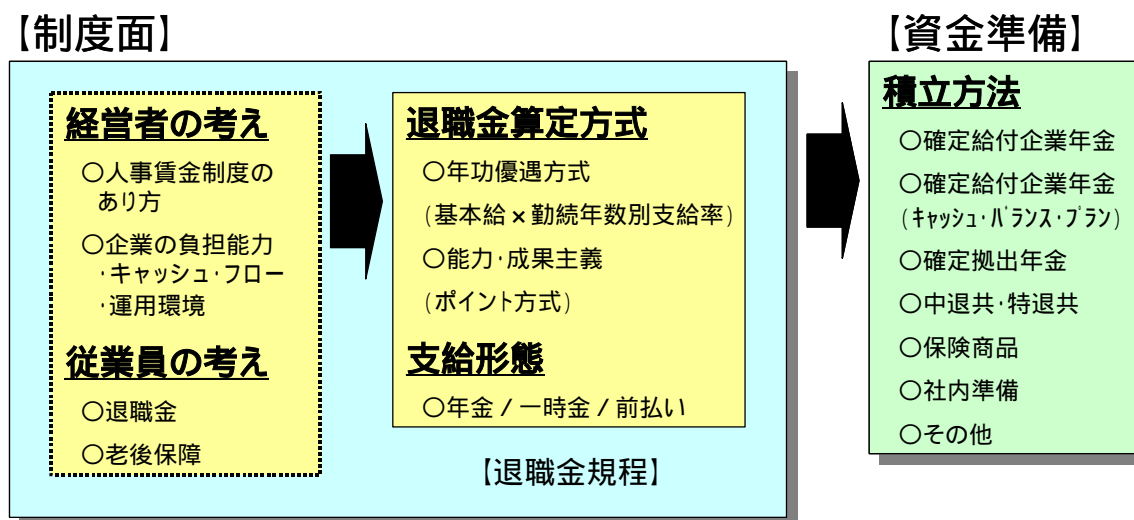 【制度面】
経営者の考え
○人事賃金制度の
あり方
○企業の負担能力
・キャッシュ・フロー
・運用環境
従業員の考え
○退職金
○老後保障
退職金算定方式
○年功優遇方式
（基本給×勤続年数別支給率）
○能力・成果主義
（ポイント方式）
支給形態
○年金／一時金／前払い
【退職金規程】
【資金準備】
積立方法
○確定給付企業年金
○確定給付企業年金
（ｷｬｯｼｭ・ﾊﾞﾗﾝｽ・ﾌﾟﾗﾝ）
○確定拠出年金
○中退共・特退共
○保険商品
○社内準備
○その他